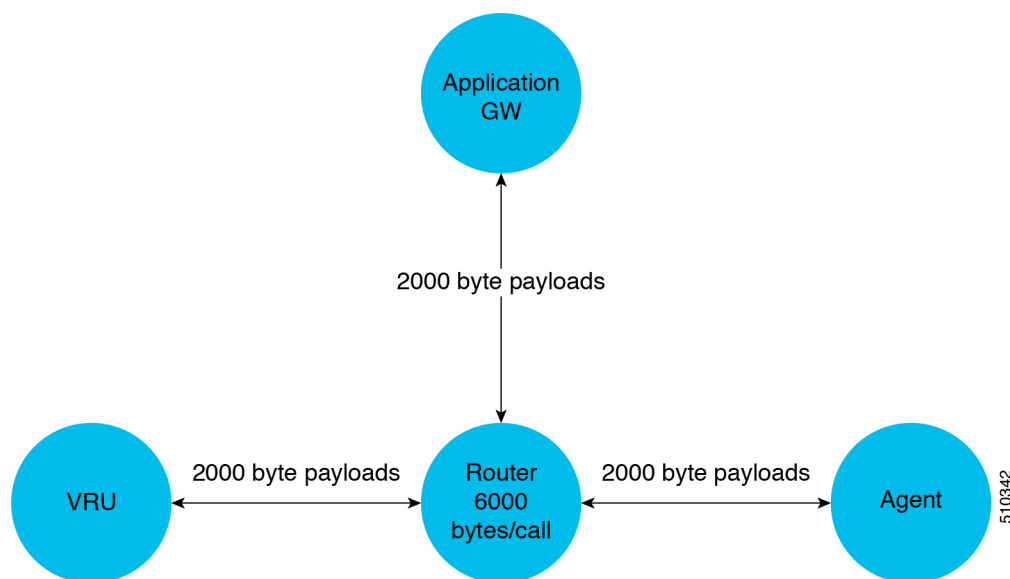 Application
GW
2000 byte payloads
VRU
2000 byte payloads
Router
6000
bytes/call
2000 byte payloads
Agent
510342